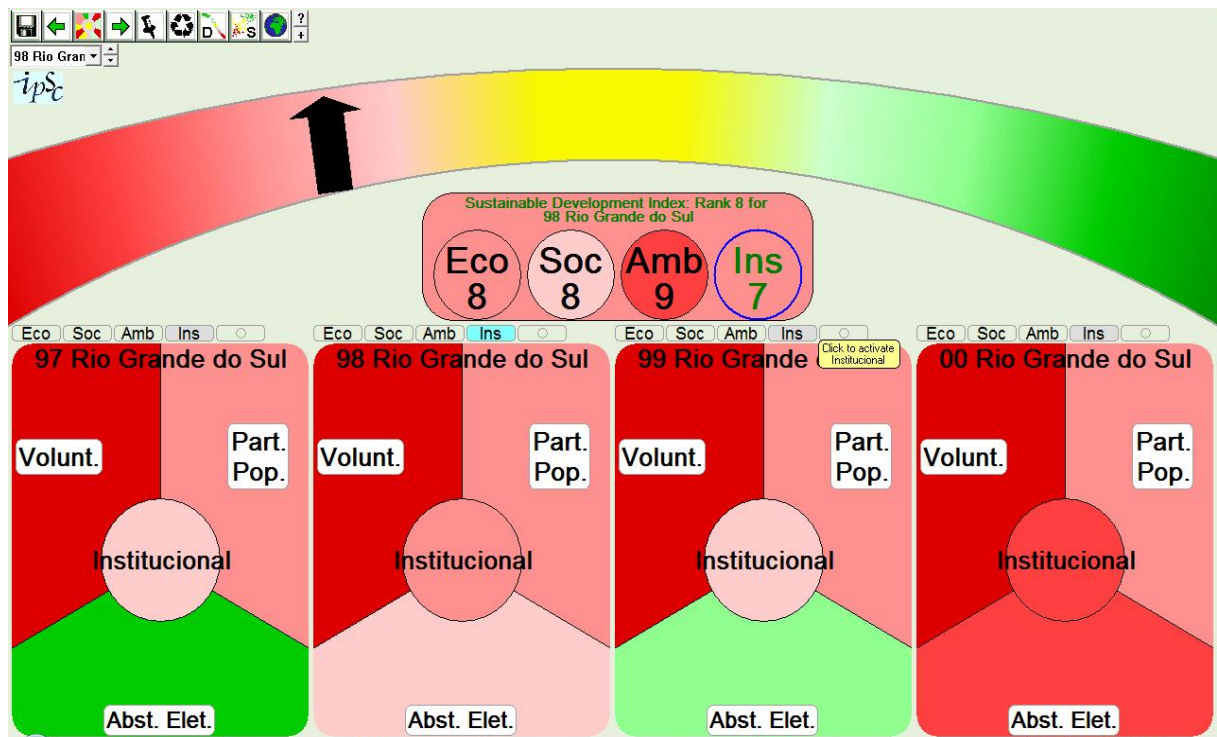 D A-S ? +
98 Rio Gran
ipSc
Sustainable Development Index: Rank 8 for
98 Rio Grande do Sul
Eco Soc Amb Ins
8 8 9 7
Eco Soc Amb Ins Eco Soc Amb Ins Eco Soc Amb Ins Eco Soc Amb Ins
97 Rio Grande do Sul
Volunt.
Part.
Pop.
Institucional
Abst. Elet.
98 Rio Grande do Sul
Volunt.
Part.
Pop.
Institucional
Abst. Elet.
99 Rio Grande
Click to activate
Institucional
Volunt.
Part.
Pop.
Institucional
Abst. Elet.
00 Rio Grande do Sul
Volunt.
Part.
Pop.
Institucional
Abst. Elet.